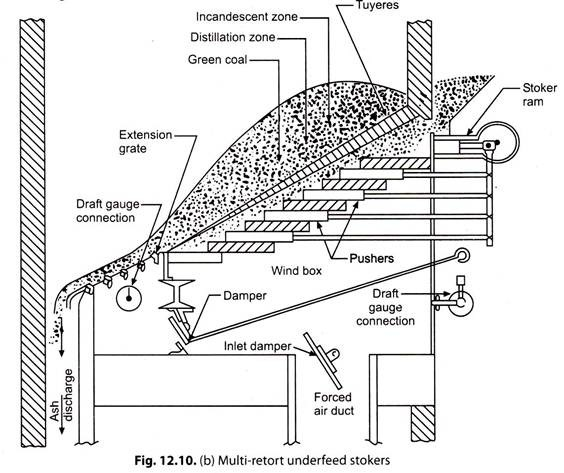 Tuyeres
Incandescent zone
Distillation zone
Green coal
Stoker
ram
Extension
grate
Draft gauge
connection
Pushers
Wind box
Damper
Draft
gauge
connection
Inlet damper
Forced
air duct
Ash
discharge
Fig. 12.10. (b) Multi-retort underfeed stokers